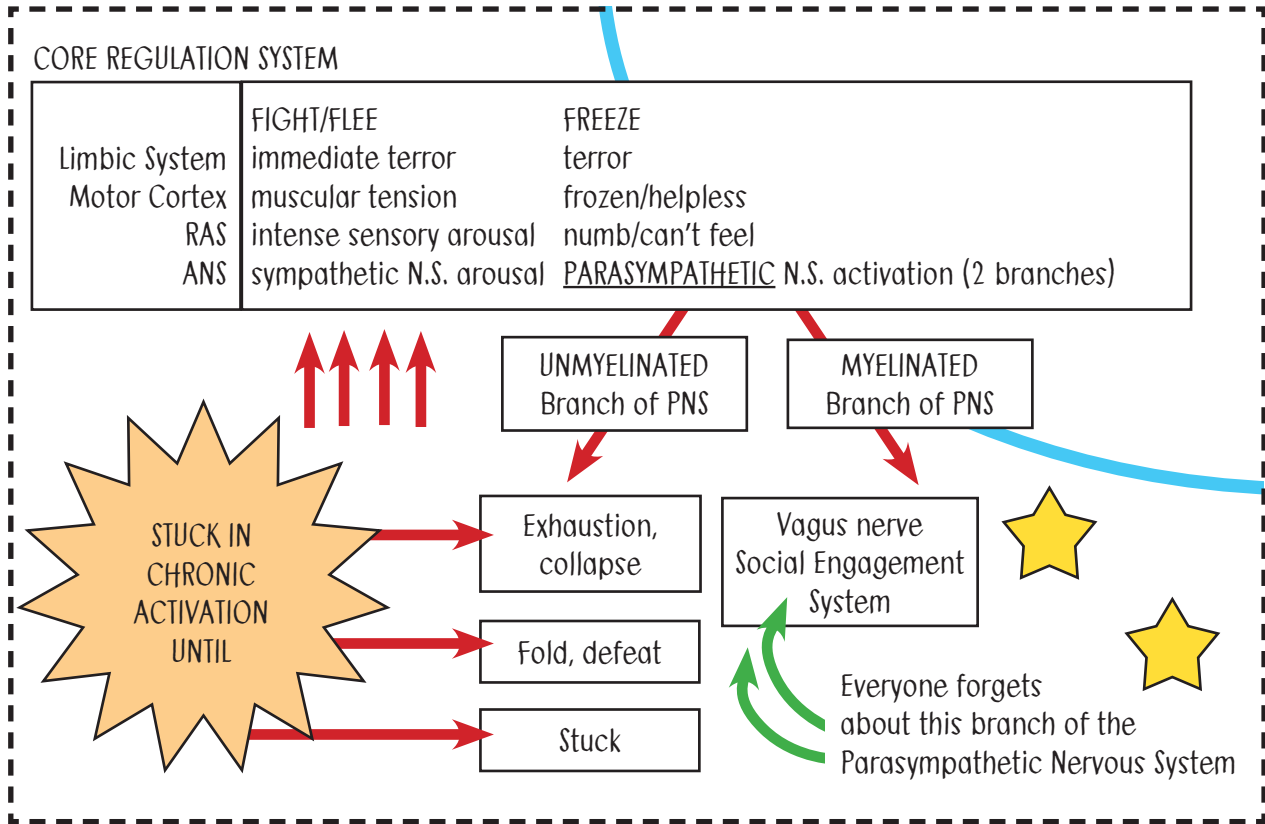 CORE REGULATION SYSTEM
FIGHT/FLEE FREEZE
Limbic System immediate terror terror
Motor Cortex muscular tension frozen/helpless
RAS intense sensory arousal numb/can't feel
ANS sympathetic N.S. arousal PARASYMPATHETIC N.S. activation (2 branches)
UNMYELINATED
Branch of PNS
MYELINATED
Branch of PNS
STUCK IN
CHRONIC
ACTIVATION
UNTIL
Exhaustion,
collapse
Fold, defeat
Stuck
Vagus nerve
Social Engagement
System
Everyone forgets
about this branch of the
Parasympathetic Nervous System